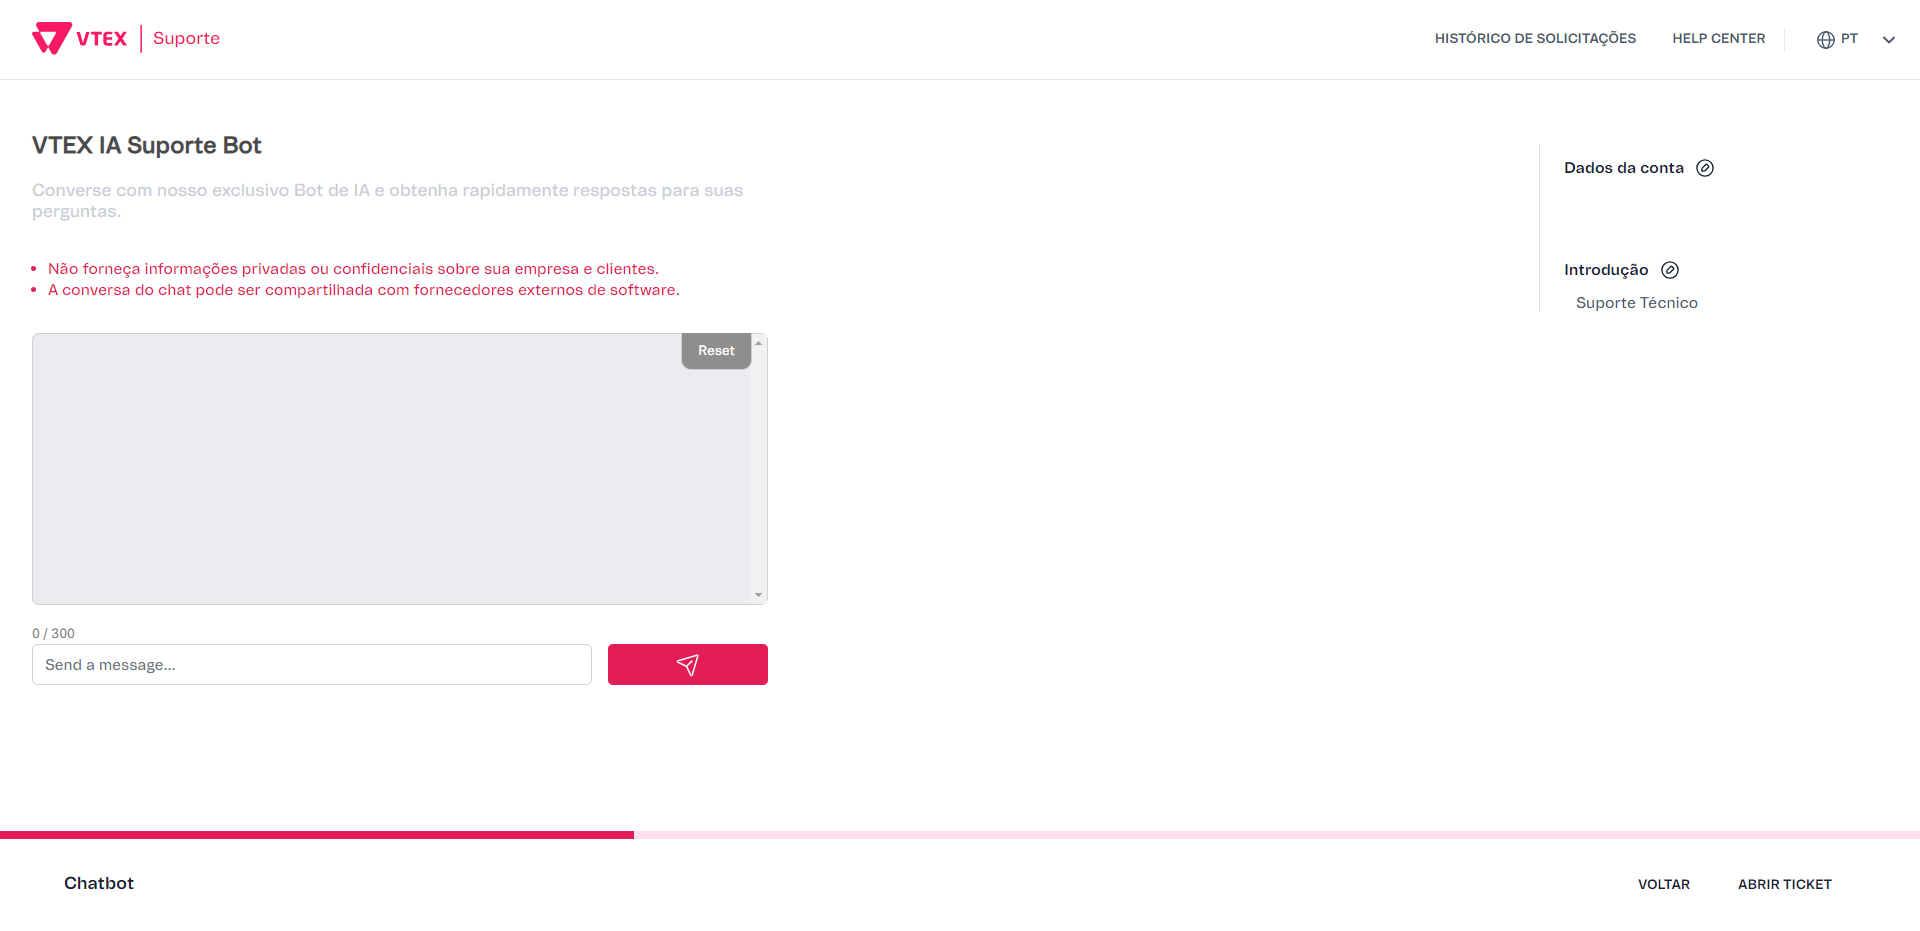 VTEX Suporte
HISTÓRICO DE SOLICITAÇÕES HELP CENTER PT
VTEX IA Suporte Bot
Converse com nosso exclusivo Bot de IA e obtenha rapidamente respostas para suas
perguntas.
Não forneça informações privadas ou confidenciais sobre sua empresa e clientes.
A conversa do chat pode ser compartilhada com fornecedores externos de software.
Reset
0 / 300
Send a message...
Dados da conta
Introdução
Suporte Técnico
Chatbot
VOLTAR ABRIR TICKET